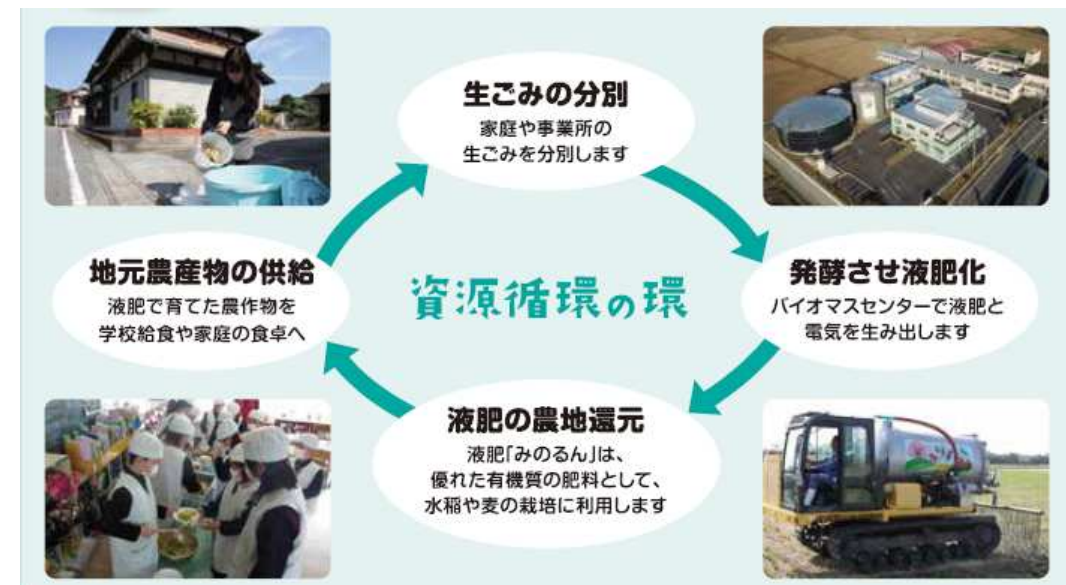 生ごみの分別
家庭や事業所の
生ごみを分別します
発酵させ液肥化
バイオマスセンターで液肥と
電気を生み出します
液肥の農地還元
液肥「みのるん」は、
優れた有機質の肥料として、
水稲や麦の栽培に利用します
地元農産物の供給
液肥で育てた農作物を
学校給食や家庭の食卓へ
資源循環の環